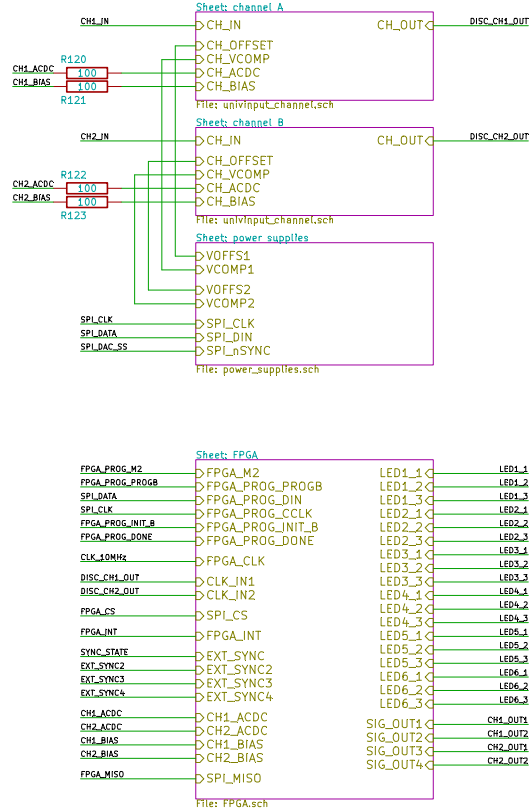 Sheet: channel A
CH1_IN
CH_IN
CH_OUT
DISC_CH1_OUT
CH_OFFSET
CH_VCOMP
R120
CH1_ACDC
100
CH_ACDC
CH1_BIAS
100
CH_BIAS
R121
File: univinput_channel.sch
Sheet: channel B
CH2_IN
CH_IN
CH_OUT
DISC_CH2_OUT
CH_OFFSET
CH_VCOMP
R122
CH2_ACDC
100
CH_ACDC
CH2_BIAS
100
CH_BIAS
R123
File: univinput_channel.sch
Sheet: power supplies
VOFFS1
VCOMP1
VOFFS2
VCOMP2
SPI_CLK
SPI_CLK
SPI_DATA
SPI_DIN
SPI_DAC_SS
SPI_nSYNC
File: power_supplies.sch
Sheet: FPGA
FPGA_PROG_M2
FPGA_M2
LED1_1
LED1_1
FPGA_PROG_PROGB
FPGA_PROG_PROGB
LED1_2
LED1_2
SPI_DATA
FPGA_PROG_DIN
LED1_3
LED1_3
SPI_CLK
FPGA_PROG_CCLK
LED2_1
LED2_1
FPGA_PROG_INIT_B
FPGA_PROG_INIT_B
LED2_2
LED2_2
FPGA_PROG_DONE
FPGA_PROG_DONE
LED2_3
LED2_3
LED3_1
LED3_1
CLK_10MHz
FPGA_CLK
LED3_2
LED3_2
DISC_CH1_OUT
CLK_IN1
LED3_3
LED3_3
DISC_CH2_OUT
CLK_IN2
LED4_1
LED4_1
FPGA_CS
SPI_CS
LED4_2
LED4_2
LED4_3
LED4_3
FPGA_INT
FPGA_INT
LED5_1
LED5_1
LED5_2
LED5_2
SYNC_STATE
EXT_SYNC
LED5_3
LED5_3
EXT_SYNC2
EXT_SYNC2
LED6_1
LED6_1
EXT_SYNC3
EXT_SYNC3
LED6_2
LED6_2
EXT_SYNC4
EXT_SYNC4
LED6_3
LED6_3
CH1_ACDC
CH1_ACDC
SIG_OUT1
CH1_OUT1
CH2_ACDC
CH2_ACDC
SIG_OUT2
CH1_OUT2
CH1_BIAS
CH1_BIAS
SIG_OUT3
CH2_OUT1
CH2_BIAS
CH2_BIAS
SIG_OUT4
CH2_OUT2
FPGA_MISO
SPI_MISO
File: FPGA.sch